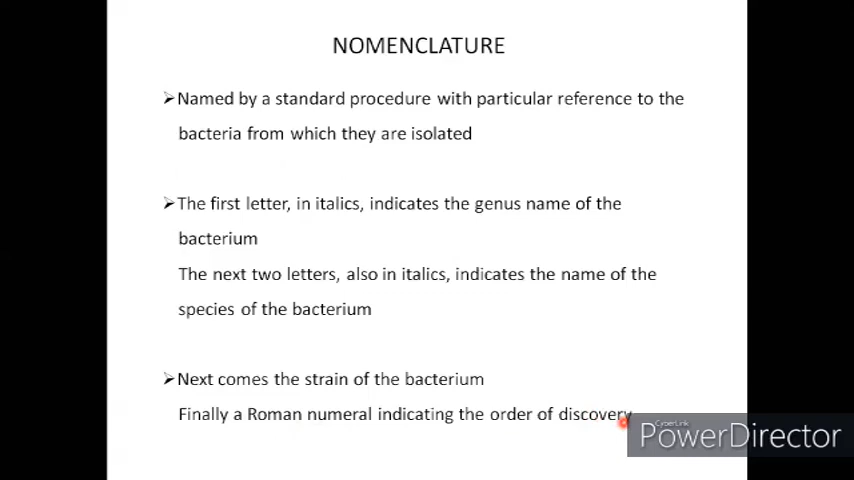 NOMENCLATURE
➢Named by a standard procedure with particular reference to the
bacteria from which they are isolated
➢The first letter, in italics, indicates the genus name of the
bacterium
The next two letters, also in italics, indicates the name of the
species of the bacterium
➢Next comes the strain of the bacterium
Finally a Roman numeral indicating the order of discovery
CyberLink
PowerDirector